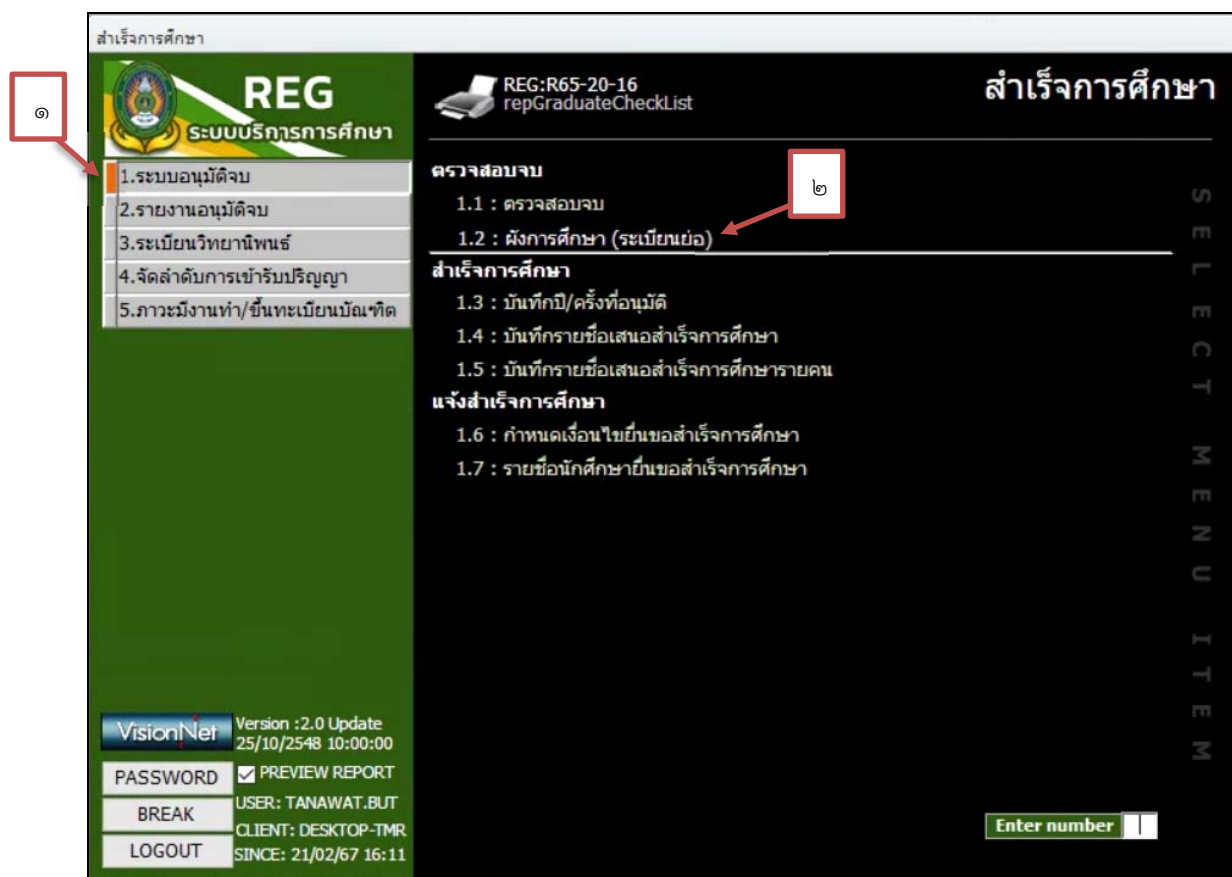 สำเร็จการศึกษา
๑
REG
ระบบบริการการศึกษา
1.ระบบอนุมัติจบ
2.รายงานอนุมัติจบ
3.ระเบียนวิทยานิพนธ์
4.จัดลำดับการเข้ารับปริญญา
5.ภาวะมีงานทำ/ขึ้นทะเบียนบัณฑิต
VisionNet
Version :2.0 Update
25/10/2548 10:00:00
PASSWORD
PREVIEW REPORT
BREAK
USER: TANAWAT.BUT
CLIENT: DESKTOP-TMR
LOGOUT
SINCE: 21/02/67 16:11
REG:R65-20-16
repGraduateCheckList
สำเร็จการศึกษา
ตรวจสอบจบ
๒
1.1 : ตรวจสอบจบ
1.2 : ผังการศึกษา (ระเบียนย่อ)
สำเร็จการศึกษา
1.3 : บันทึกปี/ครั้งที่อนุมัติ
1.4 : บันทึกรายชื่อเสนอสำเร็จการศึกษา
1.5 : บันทึกรายชื่อเสนอสำเร็จการศึกษารายคน
แจ้งสำเร็จการศึกษา
1.6 : กำหนดเงื่อนไขยื่นขอสำเร็จการศึกษา
1.7 : รายชื่อนักศึกษายื่นขอสำเร็จการศึกษา
SELECT MENU ITEM
Enter number